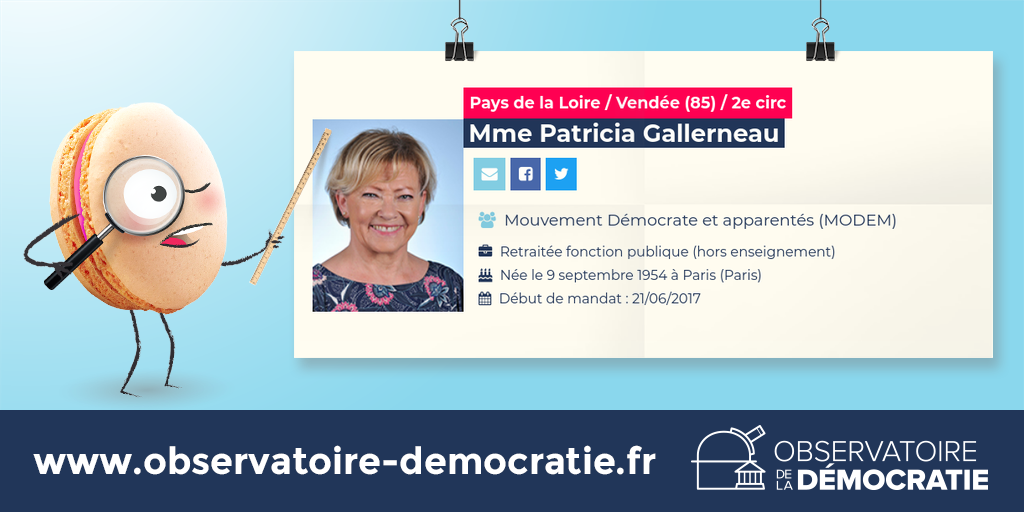 Pays de la Loire / Vendée (85) / 2e circ
Mme Patricia Gallerneau
Mouvement Démocrate et apparentés (MODEM)
Retraitée fonction publique (hors enseignement)
Née le 9 septembre 1954 à Paris (Paris)
Début de mandat : 21/06/2017
www.observatoire-democratie.fr
OBSERVATOIRE
DE LA DÉMOCRATIE